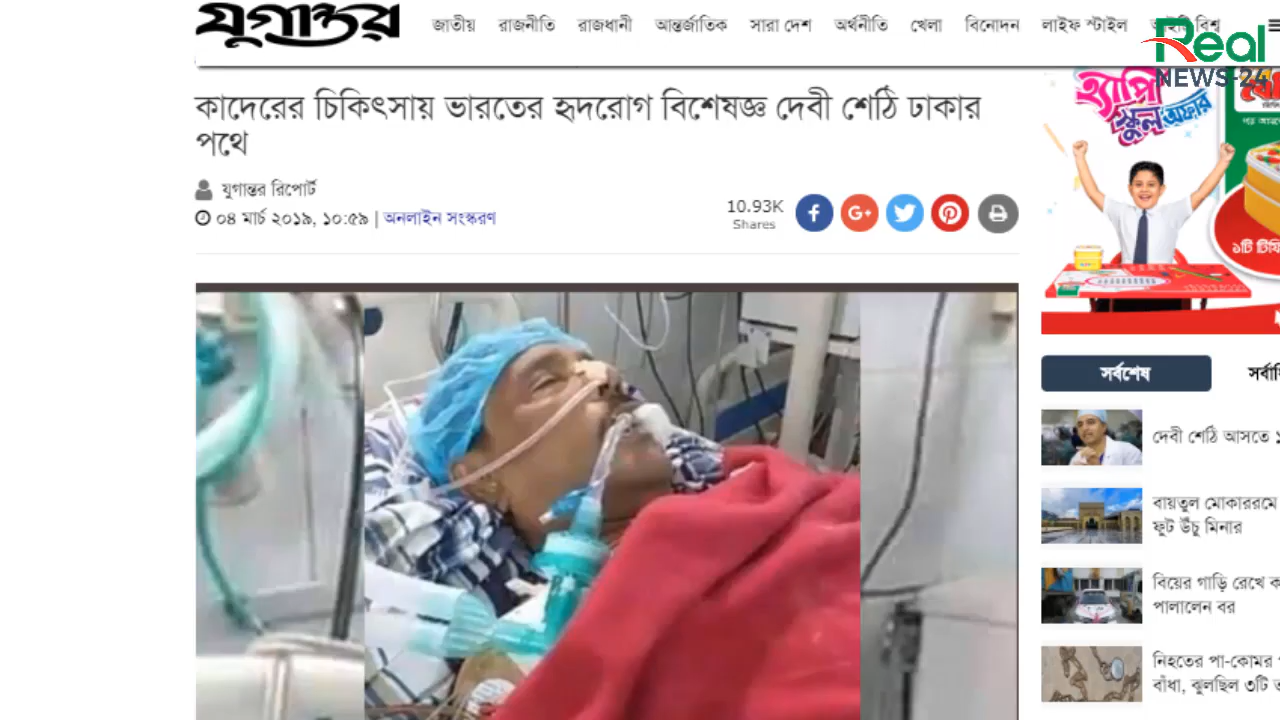 যুগান্তর
জাতীয় রাজনীতি রাজধানী আন্তর্জাতিক সারা দেশ অর্থনীতি খেলা বিনোদন লাইফ স্টাইল বিশ্ব
Real
NEWS-24
কাদেরের চিকিৎসায় ভারতের হৃদরোগ বিশেষজ্ঞ দেবী শেঠি ঢাকার
পথে
যুগান্তর রিপোর্ট
০৪ মার্চ ২০১৯, ১০:৫৯ | অনলাইন সংস্করণ
10.93K
Shares
হ্যাপি
স্কুল অফার
১টি
সর্বশেষ
দেবী শেঠি আসতে
বায়তুল মোকাররমে
ফুট উঁচু মিনার
বিয়ের গাড়ি রেখে
পালালেন বর
নিহতের পা-কোমর
বাঁধা, ঝুলছিল ৩টি